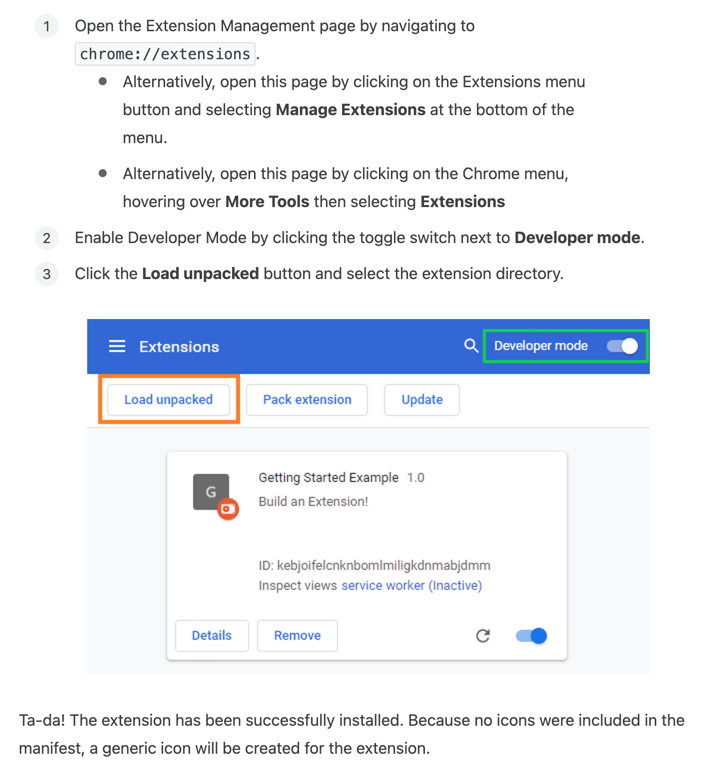 1 Open the Extension Management page by navigating to
chrome://extensions.
• Alternatively, open this page by clicking on the Extensions menu
button and selecting Manage Extensions at the bottom of the
menu.
• Alternatively, open this page by clicking on the Chrome menu,
hovering over More Tools then selecting Extensions
2 Enable Developer Mode by clicking the toggle switch next to Developer mode.
3 Click the Load unpacked button and select the extension directory.
Extensions Developer mode
Load unpacked Pack extension Update
Getting Started Example 1.0
G
Build an Extension!
ID: kebjoifelcnknbomlmiligkdnmabjdmm
Inspect views service worker (Inactive)
Details Remove
Ta-da! The extension has been successfully installed. Because no icons were included in the
manifest, a generic icon will be created for the extension.